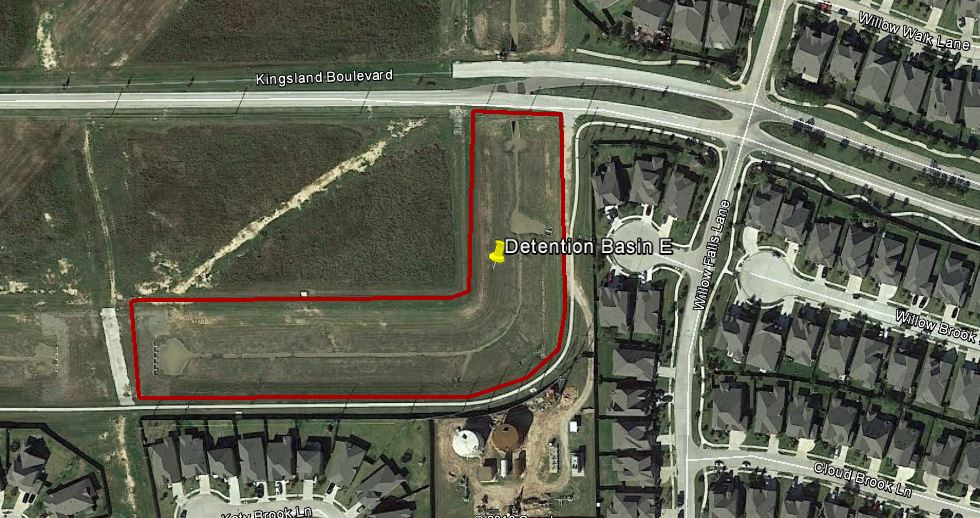 Willow Walk Lane
Kingsland Boulevard
Detention Basin E
Willow Falls Lane
Willow Brook
Cloud Brook Ln
Katy Brook Ln